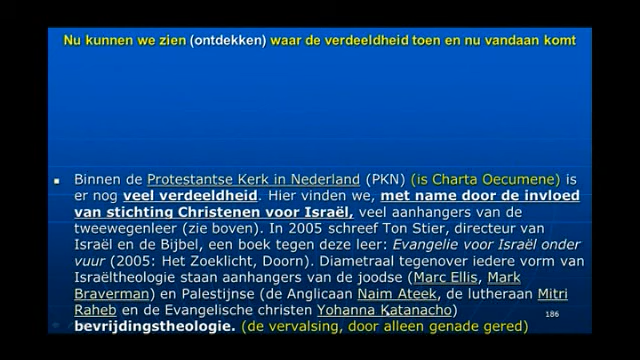 Nu kunnen we zien (ontdekken) waar de verdeeldheid toen en nu vandaan komt
Binnen de Protestantse Kerk in Nederland (PKN) (is Charta Oecumene) is
er nog veel verdeeldheid. Hier vinden we, met name door de invloed
van stichting Christenen voor Israël, veel aanhangers van de
tweewegenleer (zie boven). In 2005 schreef Ton Stier, directeur van
Israël en de Bijbel, een boek tegen deze leer: Evangelie voor Israël onder
vuur (2005: Het Zoeklicht, Doorn). Diametraal tegenover iedere vorm van
Israëltheologie staan aanhangers van de joodse (Marc Ellis, Mark
Braverman) en Palestijnse (de Anglicaan Naim Ateek, de lutheraan Mitri
Raheb en de Evangelische christen Yohanna Katanacho)
bevrijdingstheologie. (de vervalsing, door alleen genade gered)
186